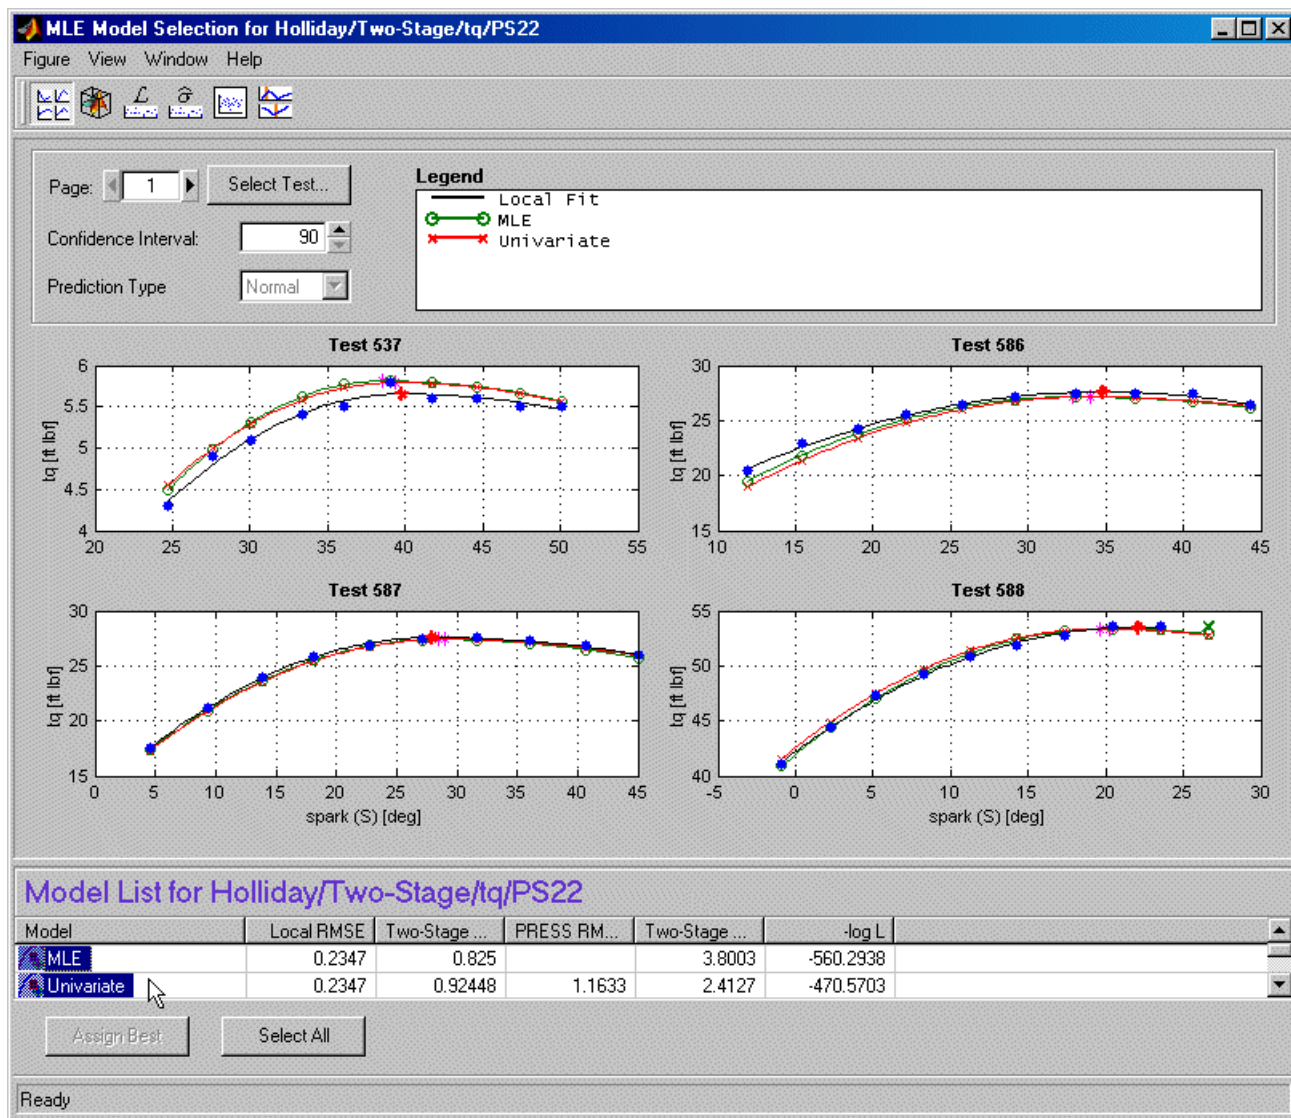 MLE Model Selection for Holliday/Two-Stage/tq/PS22
Figure View Window Help
Page: 1 Select Test...
Confidence Interval: 90
Prediction Type Normal
Legend
Local Fit
MLE
Univariate
Test 537
6
5.5
5
4.5
4
tq [ft lbf]
20 25 30 35 40 45 50 55
Test 586
30
25
20
15
tq [ft lbf]
10 15 20 25 30 35 40 45
Test 587
30
25
20
15
tq [ft lbf]
0 5 10 15 20 25 30 35 40 45
spark (S) [deg]
Test 588
55
50
45
40
tq [ft lbf]
-5 0 5 10 15 20 25 30
spark (S) [deg]
Model List for Holliday/Two-Stage/tq/PS22
Model Local RMSE Two-Stage ... PRESS RM... Two-Stage ... -log L
MLE 0.2347 0.825 3.8003 -560.2938
Univariate 0.2347 0.92448 1.1633 2.4127 -470.5703
Assign Best Select All
Ready